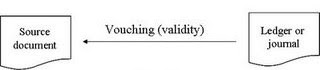 Source
document
Vouching (validity)
Ledger or
journal